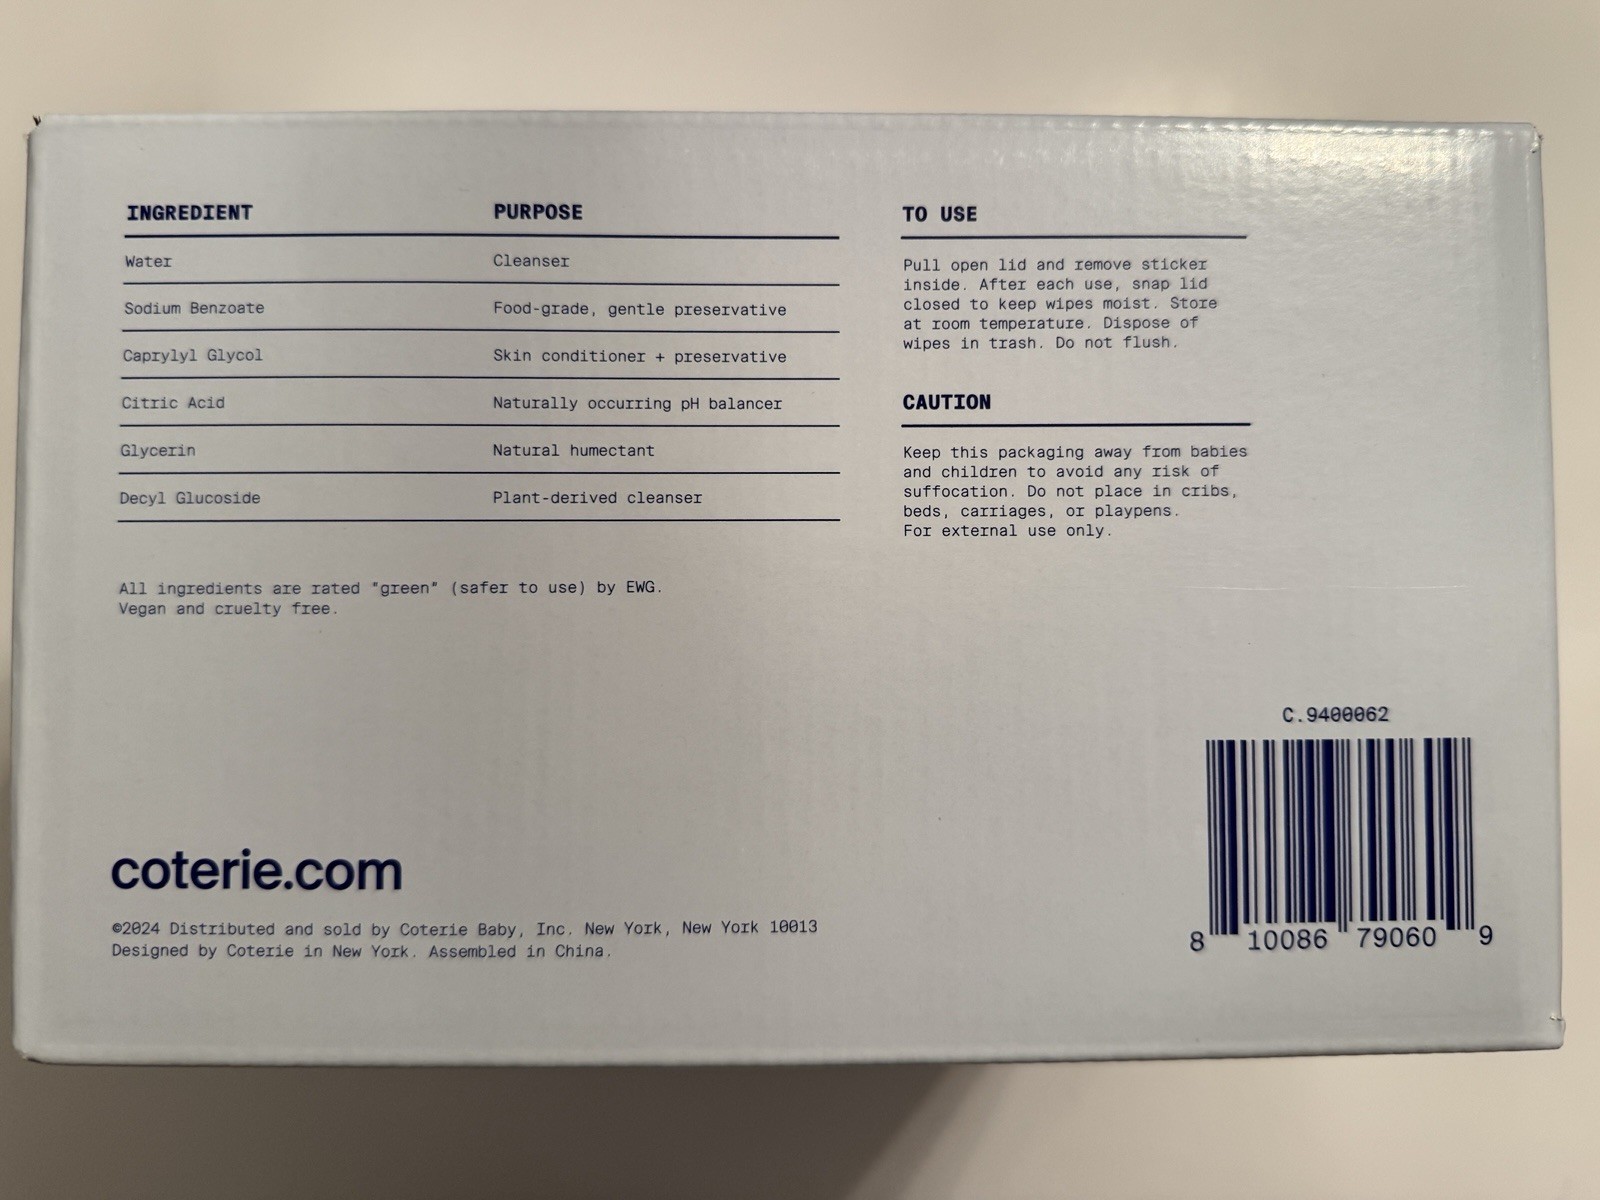 INGREDIENT PURPOSE
Water Cleanser
Sodium Benzoate Food-grade, gentle preservative
Caprylyl Glycol Skin conditioner + preservative
Citric Acid Naturally occurring pH balancer
Glycerin Natural humectant
Decyl Glucoside Plant-derived cleanser
All ingredients are rated "green" (safer to use) by EWG.
Vegan and cruelty free.
TO USE
Pull open lid and remove sticker
inside. After each use, snap lid
closed to keep wipes moist. Store
at room temperature. Dispose of
wipes in trash. Do not flush.
CAUTION
Keep this packaging away from babies
and children to avoid any risk of
suffocation. Do not place in cribs,
beds, carriages, or playpens.
For external use only.
coterie.com
©2024 Distributed and sold by Coterie Baby, Inc. New York, New York 10013
Designed by Coterie in New York. Assembled in China.
C.9400062
8 10086 79060 9